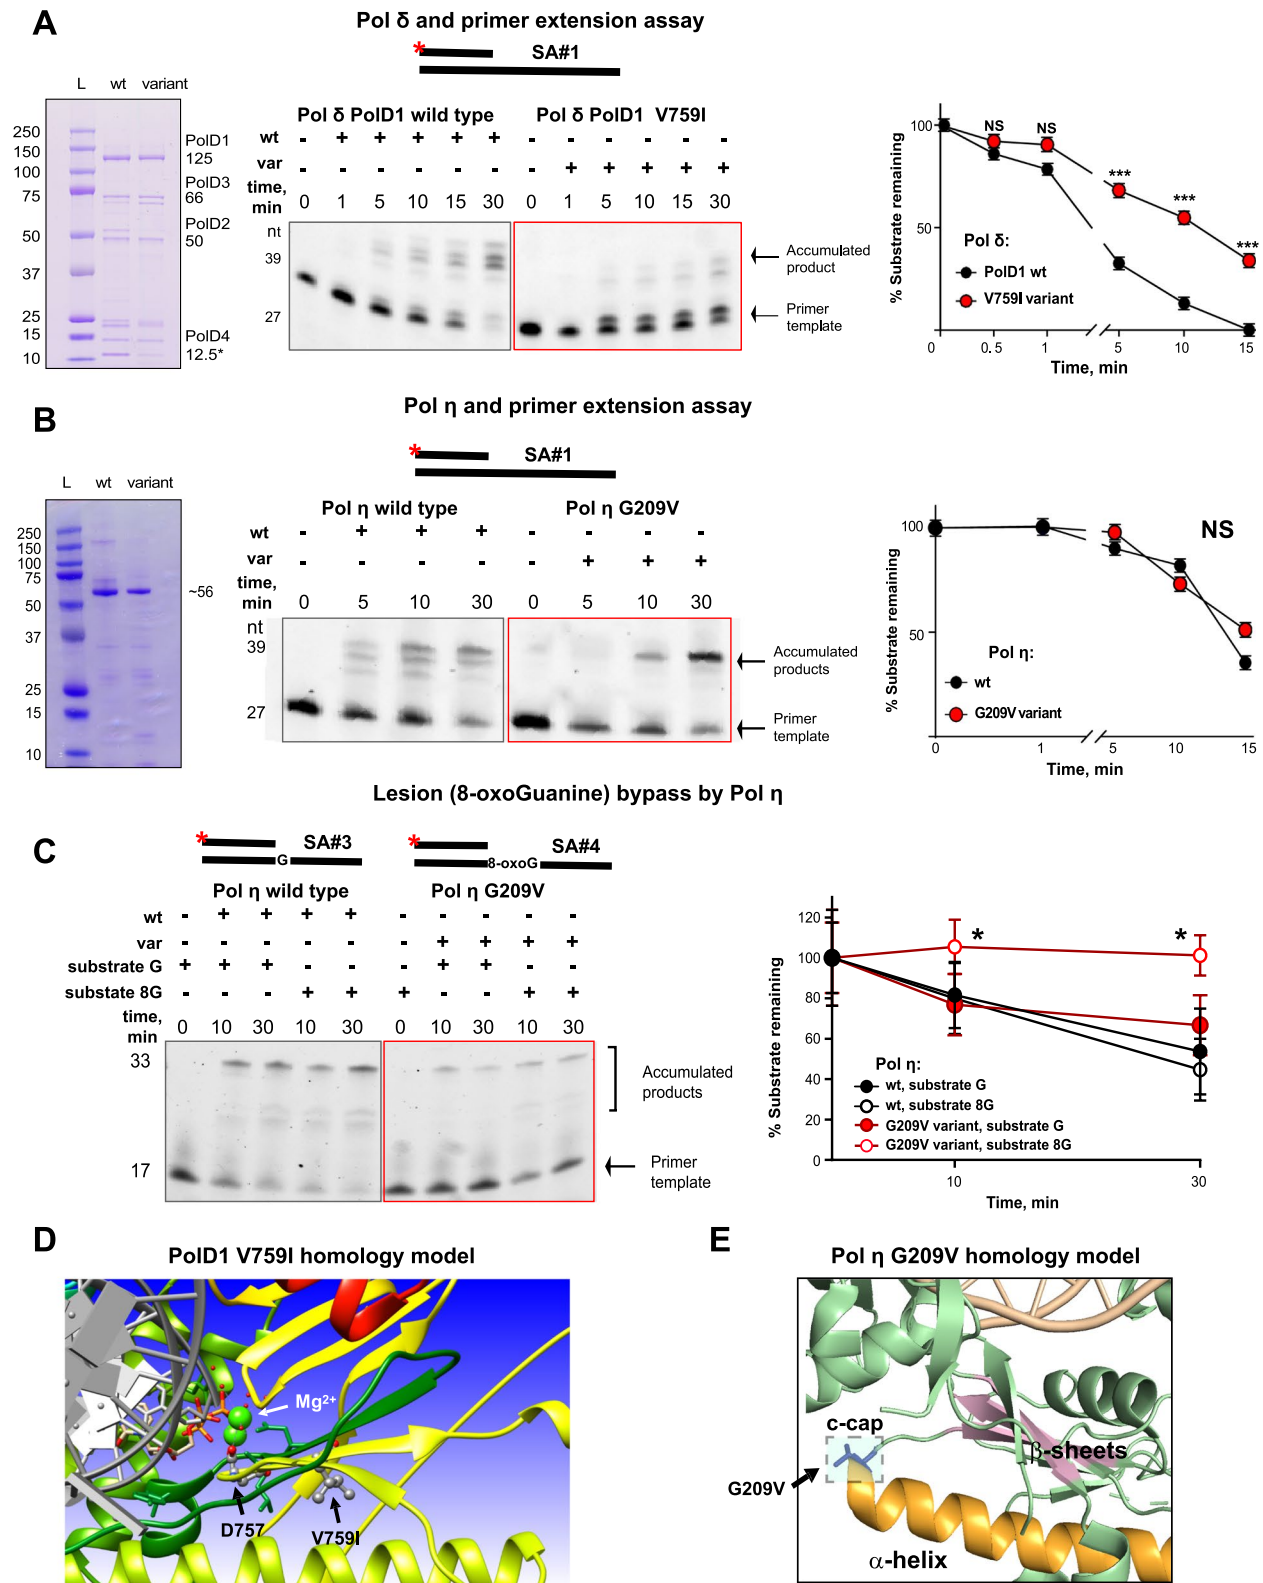 A
Pol δ and primer extension assay
* SA#1
L wt variant
250
150
100
75
50
37
25
15
10
PolD1
125
PolD3
66
PolD2
50
PolD4
12.5*
Pol δ PolD1 wild type Pol δ PolD1 V759I
wt - + + + + + - - - - - -
var - - - - - - - + + + + +
time,
min 0 1 5 10 15 30 0 1 5 10 15 30
nt
39
27
Accumulated
product
Primer
template
% Substrate remaining
100
50
NS NS
***
***
***
Pol δ:
PolD1 wt
V759I variant
0 0.5 1 5 10 15
Time, min
B
Pol η and primer extension assay
* SA#1
L wt variant
250
150
100
75
50
37
25
15
10
~56
Pol η wild type Pol η G209V
wt - + + + - - - -
var - - - - - + + +
time,
min 0 5 10 30 0 5 10 30
nt
39
27
Accumulated
products
Primer
template
% Substrate remaining
100
50
NS
Pol η:
wt
G209V variant
0 1 5 10 15
Time, min
Lesion (8-oxoGuanine) bypass by Pol η
C
* SA#3 * SA#4
G 8-oxoG
Pol η wild type Pol η G209V
wt - + + + + - - - - -
var - - - - - - + + + +
substrate G + + + - - - + + - -
substate 8G - - - + + + - - + +
time,
min 0 10 30 10 30 0 10 30 10 30
33
17
Accumulated
products
Primer
template
% Substrate remaining
120
100
80
60
40
20
0
* *
Pol η:
wt, substrate G
wt, substrate 8G
G209V variant, substrate G
G209V variant, substrate 8G
10 30
Time, min
D
PolD1 V759I homology model
Mg2+
D757
V759I
E
Pol η G209V homology model
c-cap
β-sheets
G209V
α-helix